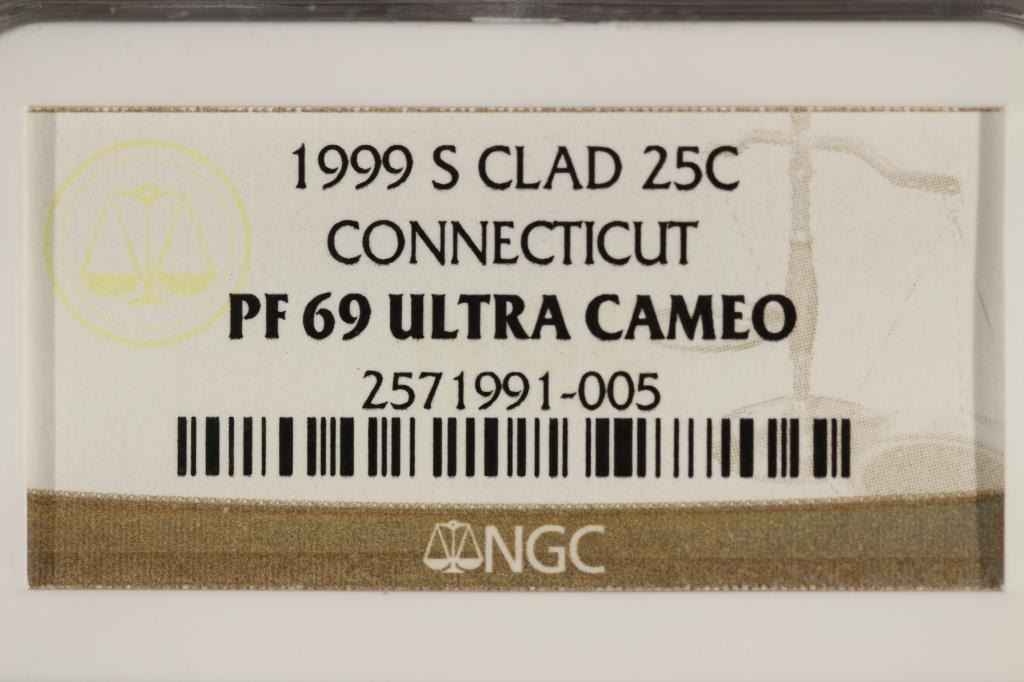 1999 S CLAD 25C
CONNECTICUT
PF 69 ULTRA CAMEO
2571991-005
NGC